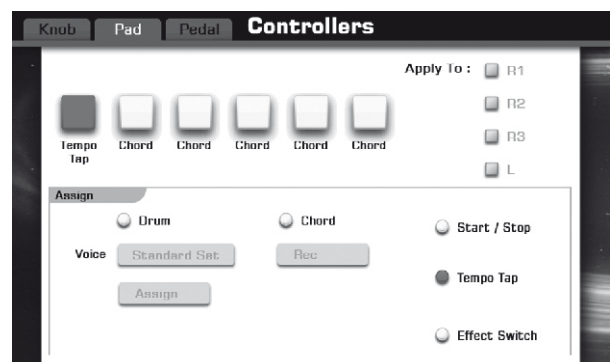 Knob Pad Pedal Controllers
Apply To : R1
R2
R3
L
Tempo Tap Chord Chord Chord Chord Chord
Assign
Drum Chord Start / Stop
Voice Standard Set Rec Tempo Tap
Assign
Effect Switch